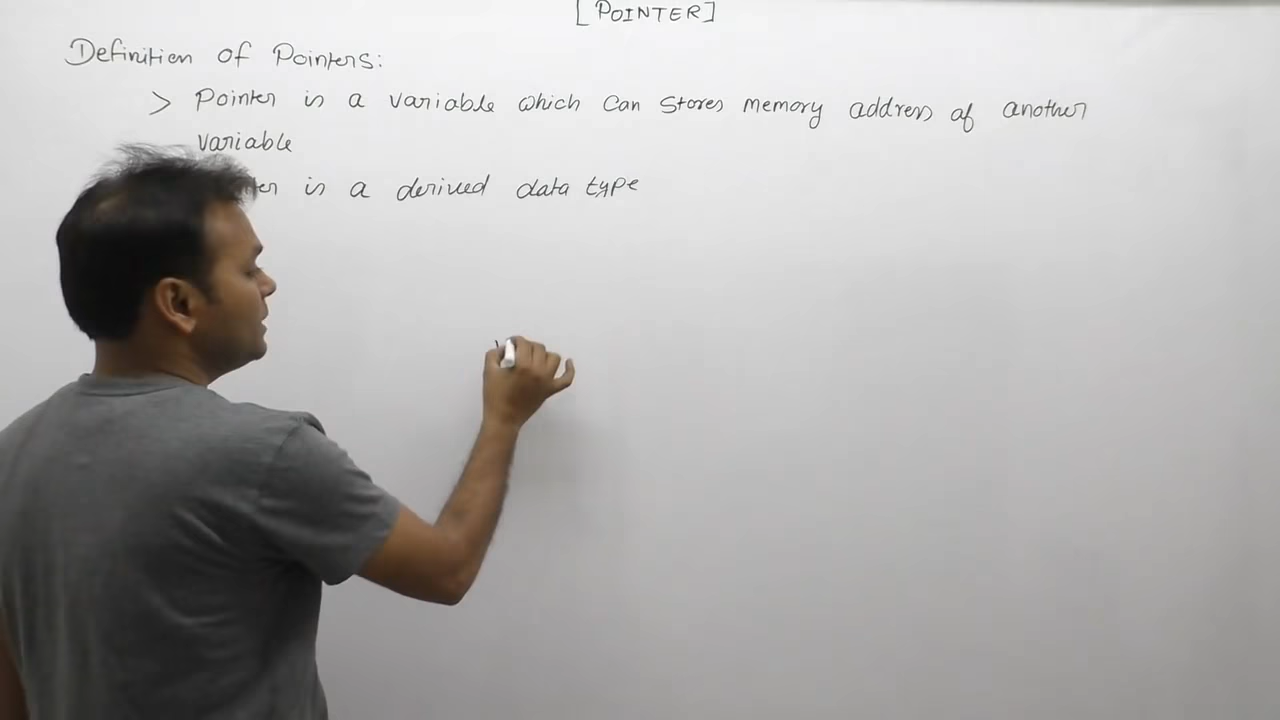 [POINTER]
Definition of Pointers:
> Pointer is a variable which can stores memory address of another
variable
is a derived data type